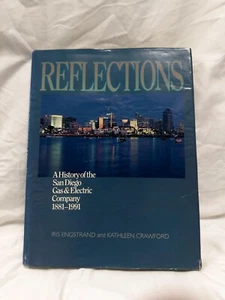 REFLECTIONS
A History of the
San Diego
Gas & Electric
Company
1881-1991
IRIS ENGSTRAND and KATHLEEN CRAWFORD